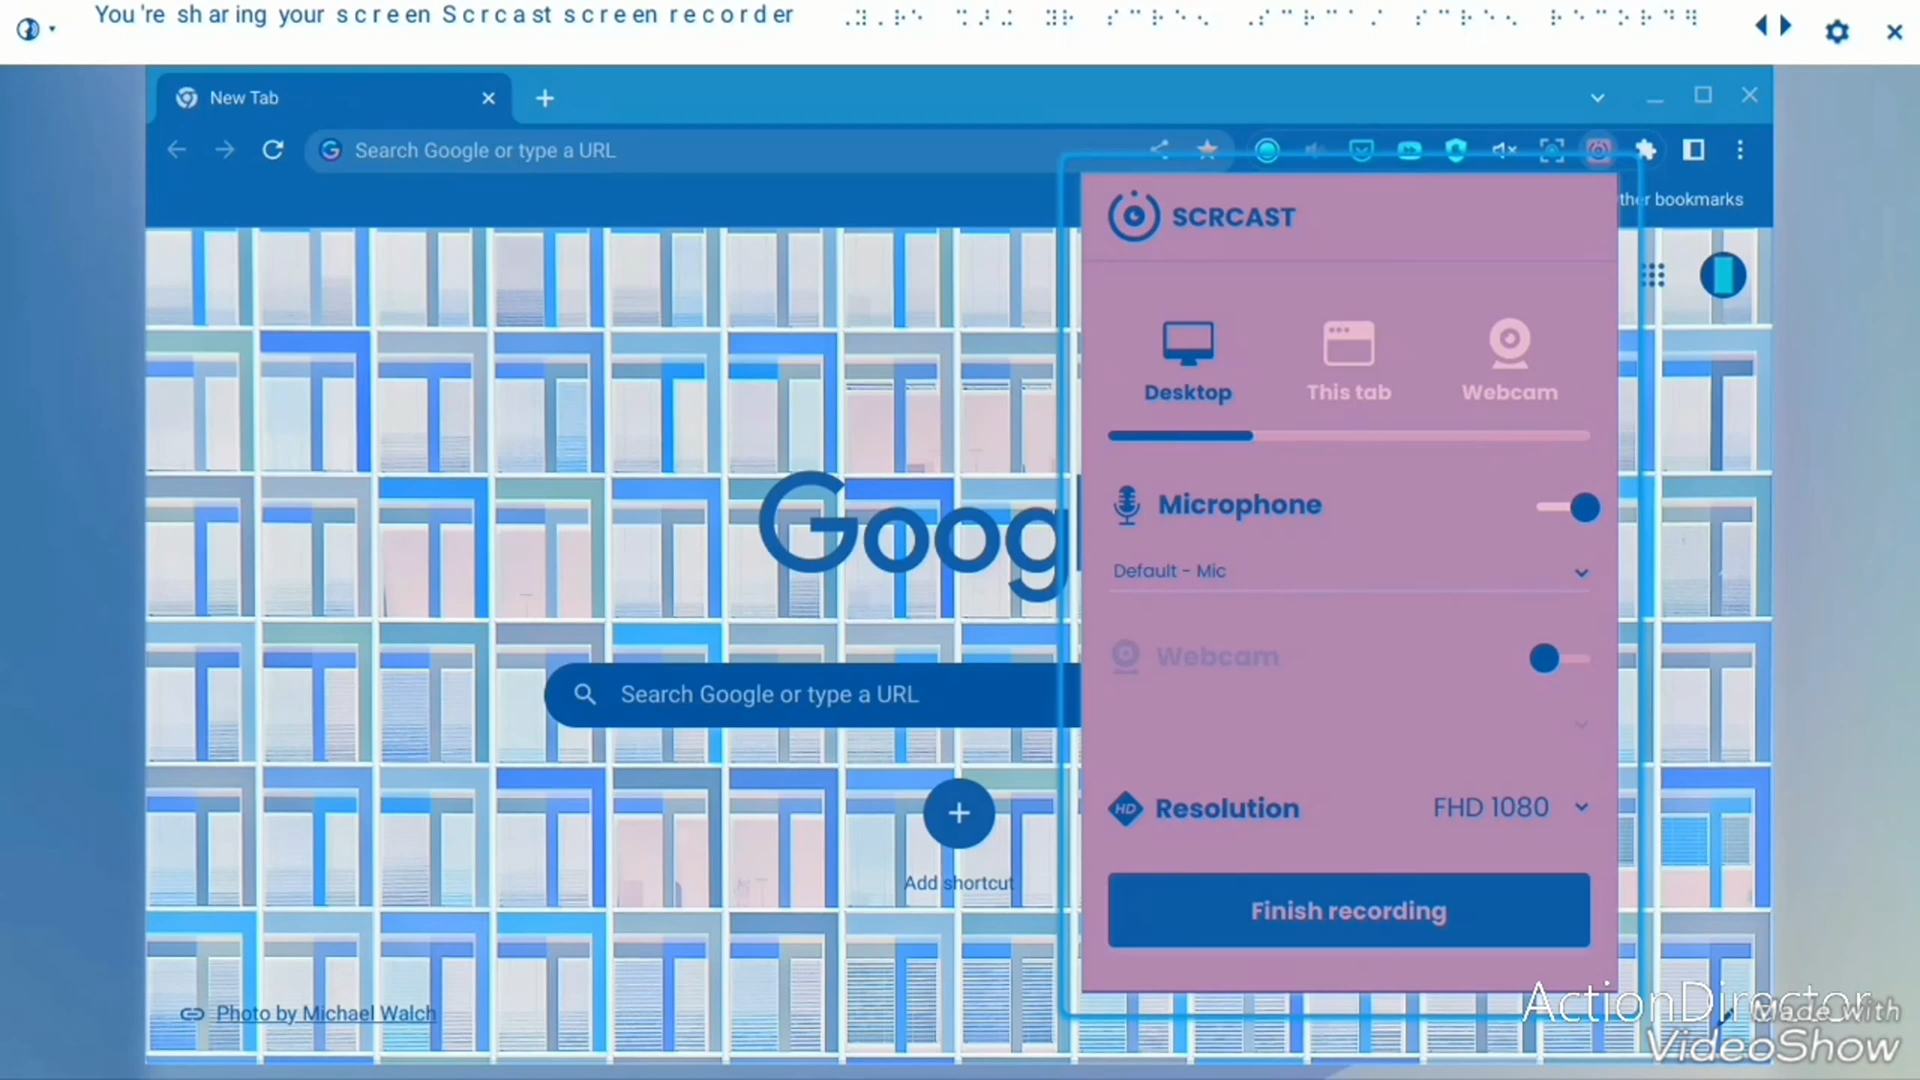 You're sharing your screen Scrcast screen recorder
New Tab
Search Google or type a URL
ther bookmarks
SCRCAST
Desktop
This tab
Webcam
Googl
Microphone
Default - Mic
Webcam
Search Google or type a URL
Resolution
FHD 1080
Add shortcut
Finish recording
Photo by Michael Walch
ActionDirector
Made with
VideoShow